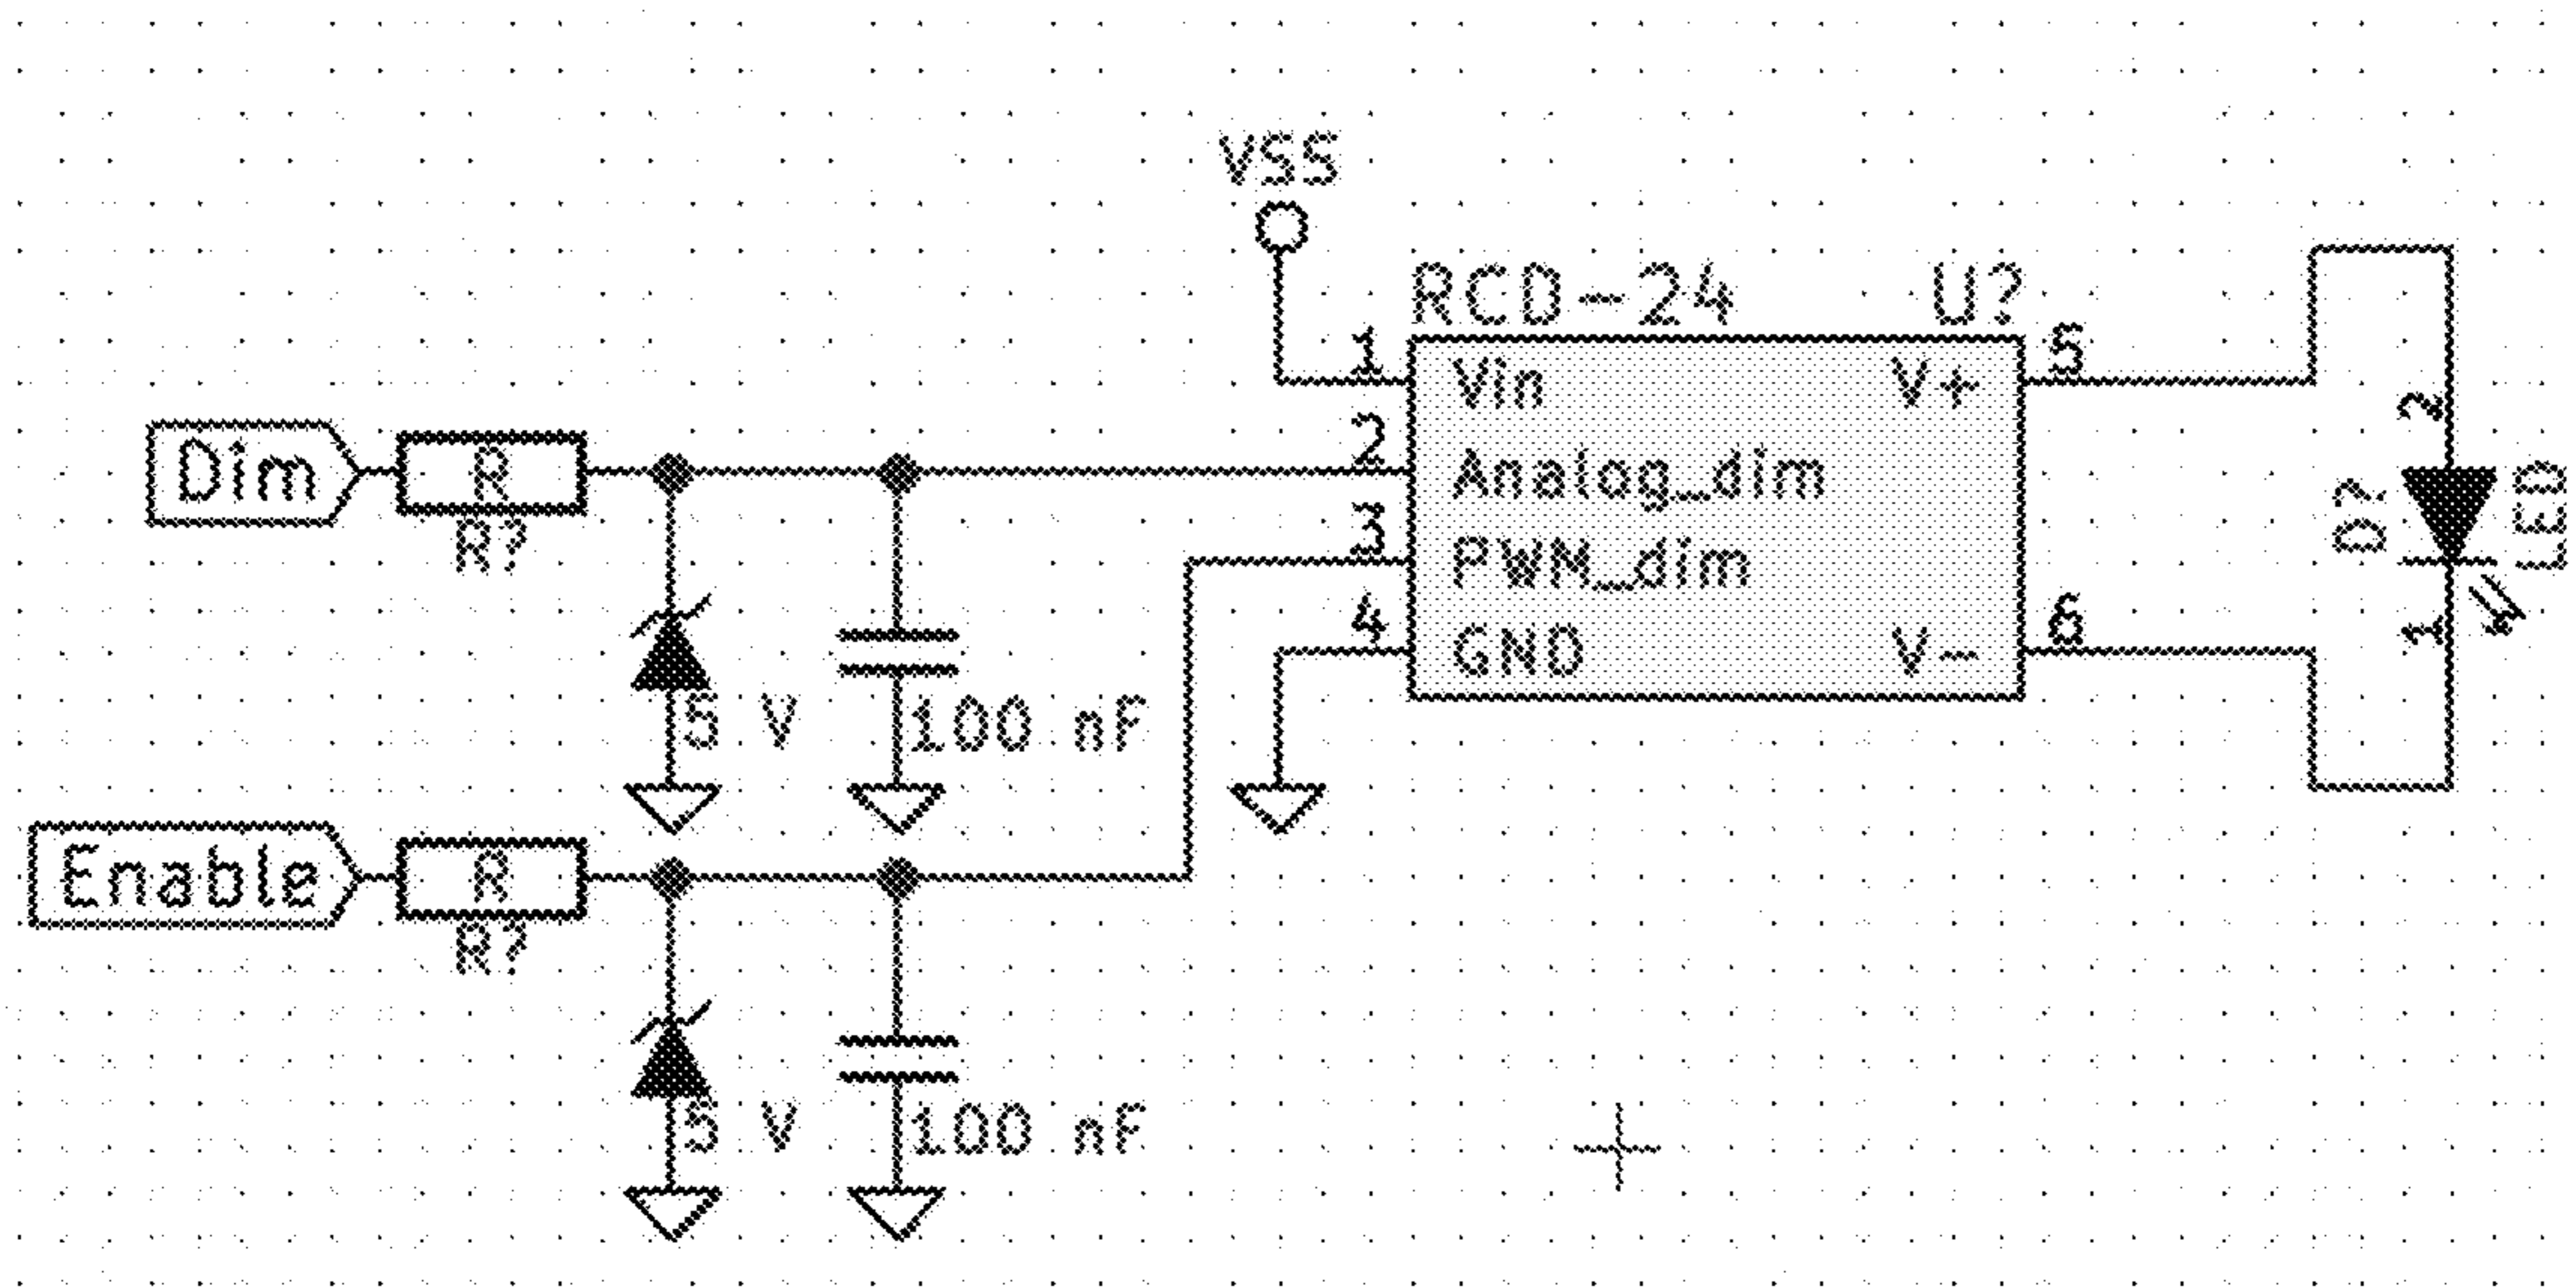 VSS
RCD-24 U?
1 Vin V+ 5
2 Analog_dim
3 PWM_dim
4 GND V- 6
Dim
R
R?
5 V
100 nF
Enable
R
R?
5 V
100 nF
2
D?
LED
1